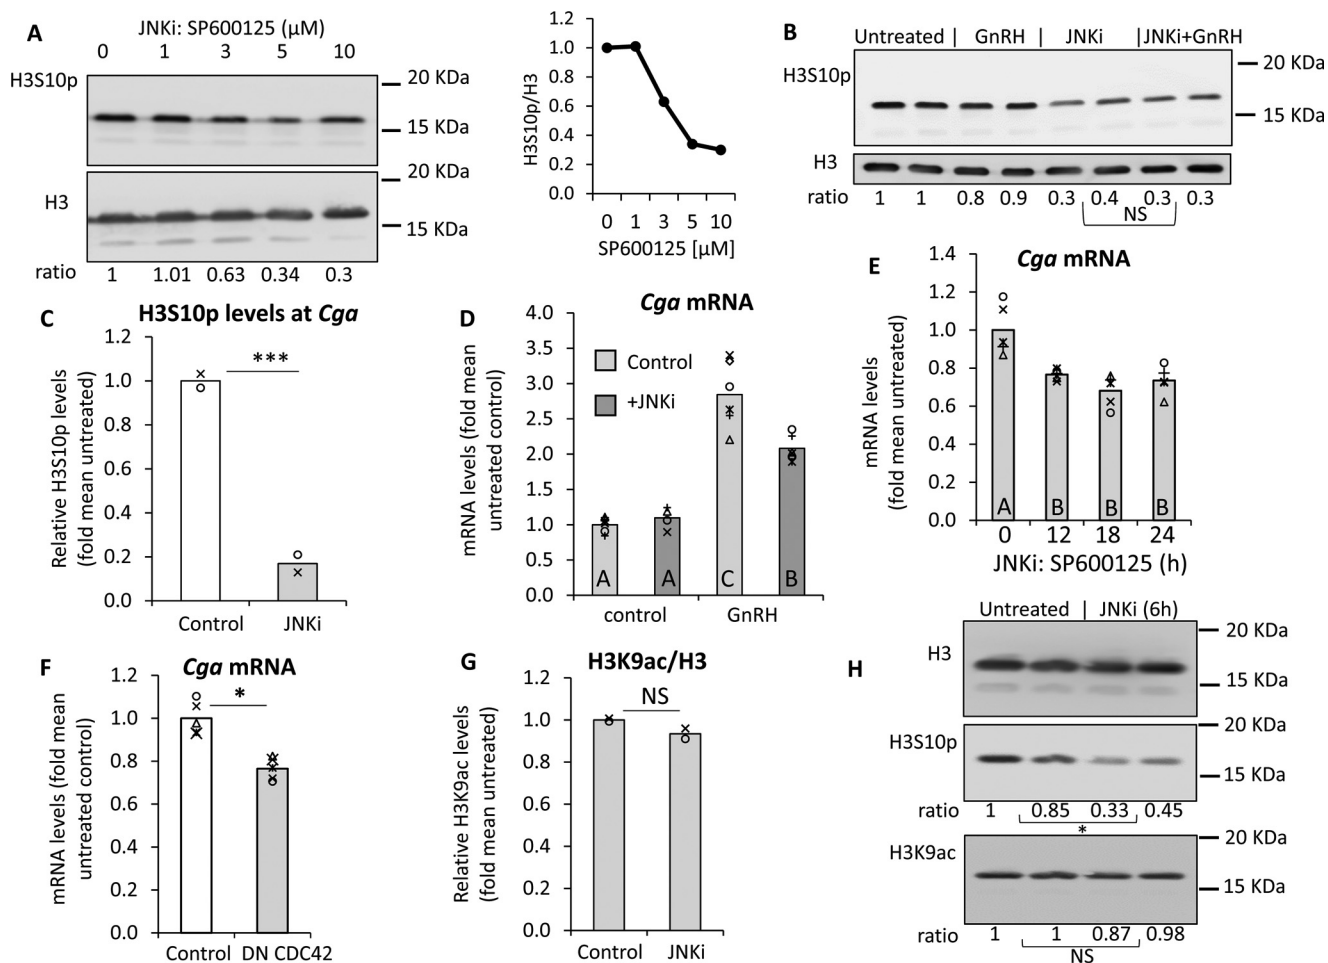 A
JNKi: SP600125 (µM)
0 1 3 5 10
H3S10p
20 KDa
15 KDa
20 KDa
H3
15 KDa
ratio 1 1.01 0.63 0.34 0.3
H3S10p/H3
1.2
1.0
0.8
0.6
0.4
0.2
0.0
0 1 3 5 10
SP600125 [µM]
B
Untreated | GnRH | JNKi |JNKi+GnRH
H3S10p
20 KDa
15 KDa
H3
ratio 1 1 0.8 0.9 0.3 0.4 0.3 0.3
NS
C
H3S10p levels at Cga
Relative H3S10p levels
(fold mean untreated)
1.2
1.0
0.8
0.6
0.4
0.2
0.0
***
Control JNKi
D
Cga mRNA
mRNA levels (fold mean
untreated control)
4.0
3.5
3.0
2.5
2.0
1.5
1.0
0.5
0.0
Control
+JNKi
A A C B
control GnRH
E
Cga mRNA
mRNA levels
(fold mean untreated)
1.4
1.2
1.0
0.8
0.6
0.4
0.2
0.0
A B B B
0 12 18 24
JNKi: SP600125 (h)
F
Cga mRNA
mRNA levels (fold mean
untreated control)
1.2
1.0
0.8
0.6
0.4
0.2
0.0
*
Control DN CDC42
G
H3K9ac/H3
Relative H3K9ac levels
(fold mean untreated)
1.2
1.0
0.8
0.6
0.4
0.2
0.0
NS
Control JNKi
H
Untreated | JNKi (6h)
H3
20 KDa
15 KDa
H3S10p
20 KDa
15 KDa
ratio 1 0.85 0.33 0.45
*
H3K9ac
20 KDa
15 KDa
ratio 1 1 0.87 0.98
NS